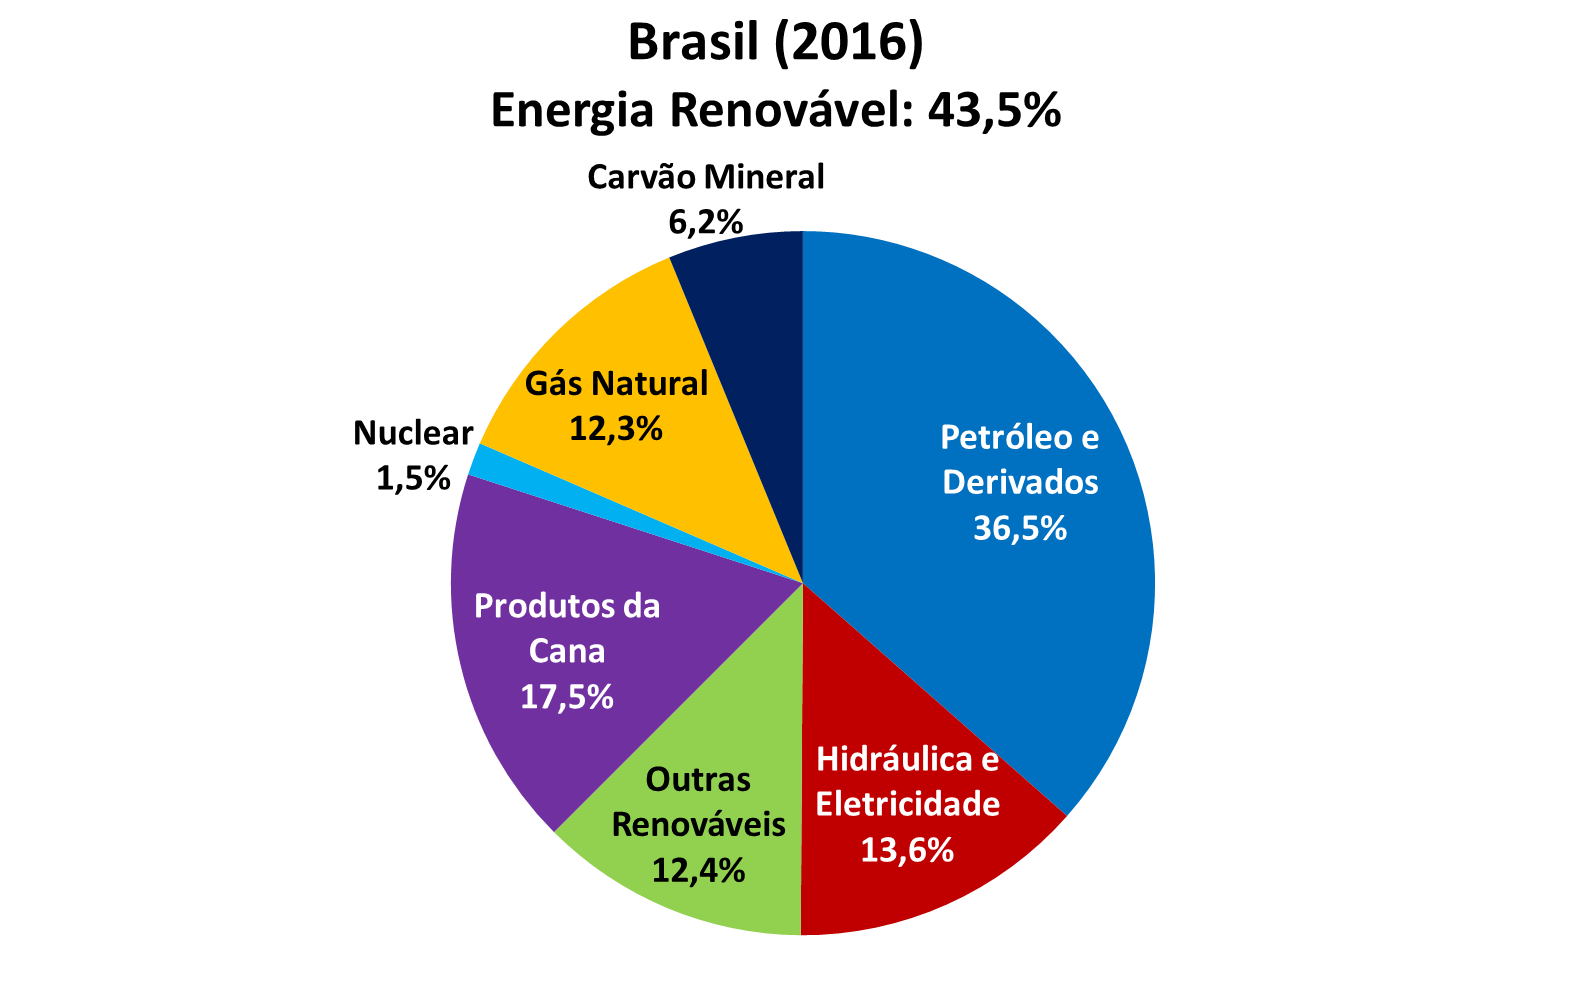 Brasil (2016)
Energia Renovável: 43,5%
Carvão Mineral
6,2%
Gás Natural
12,3%
Nuclear
1,5%
Petróleo e
Derivados
36,5%
Produtos da
Cana
17,5%
Outras
Renováveis
12,4%
Hidráulica e
Eletricidade
13,6%